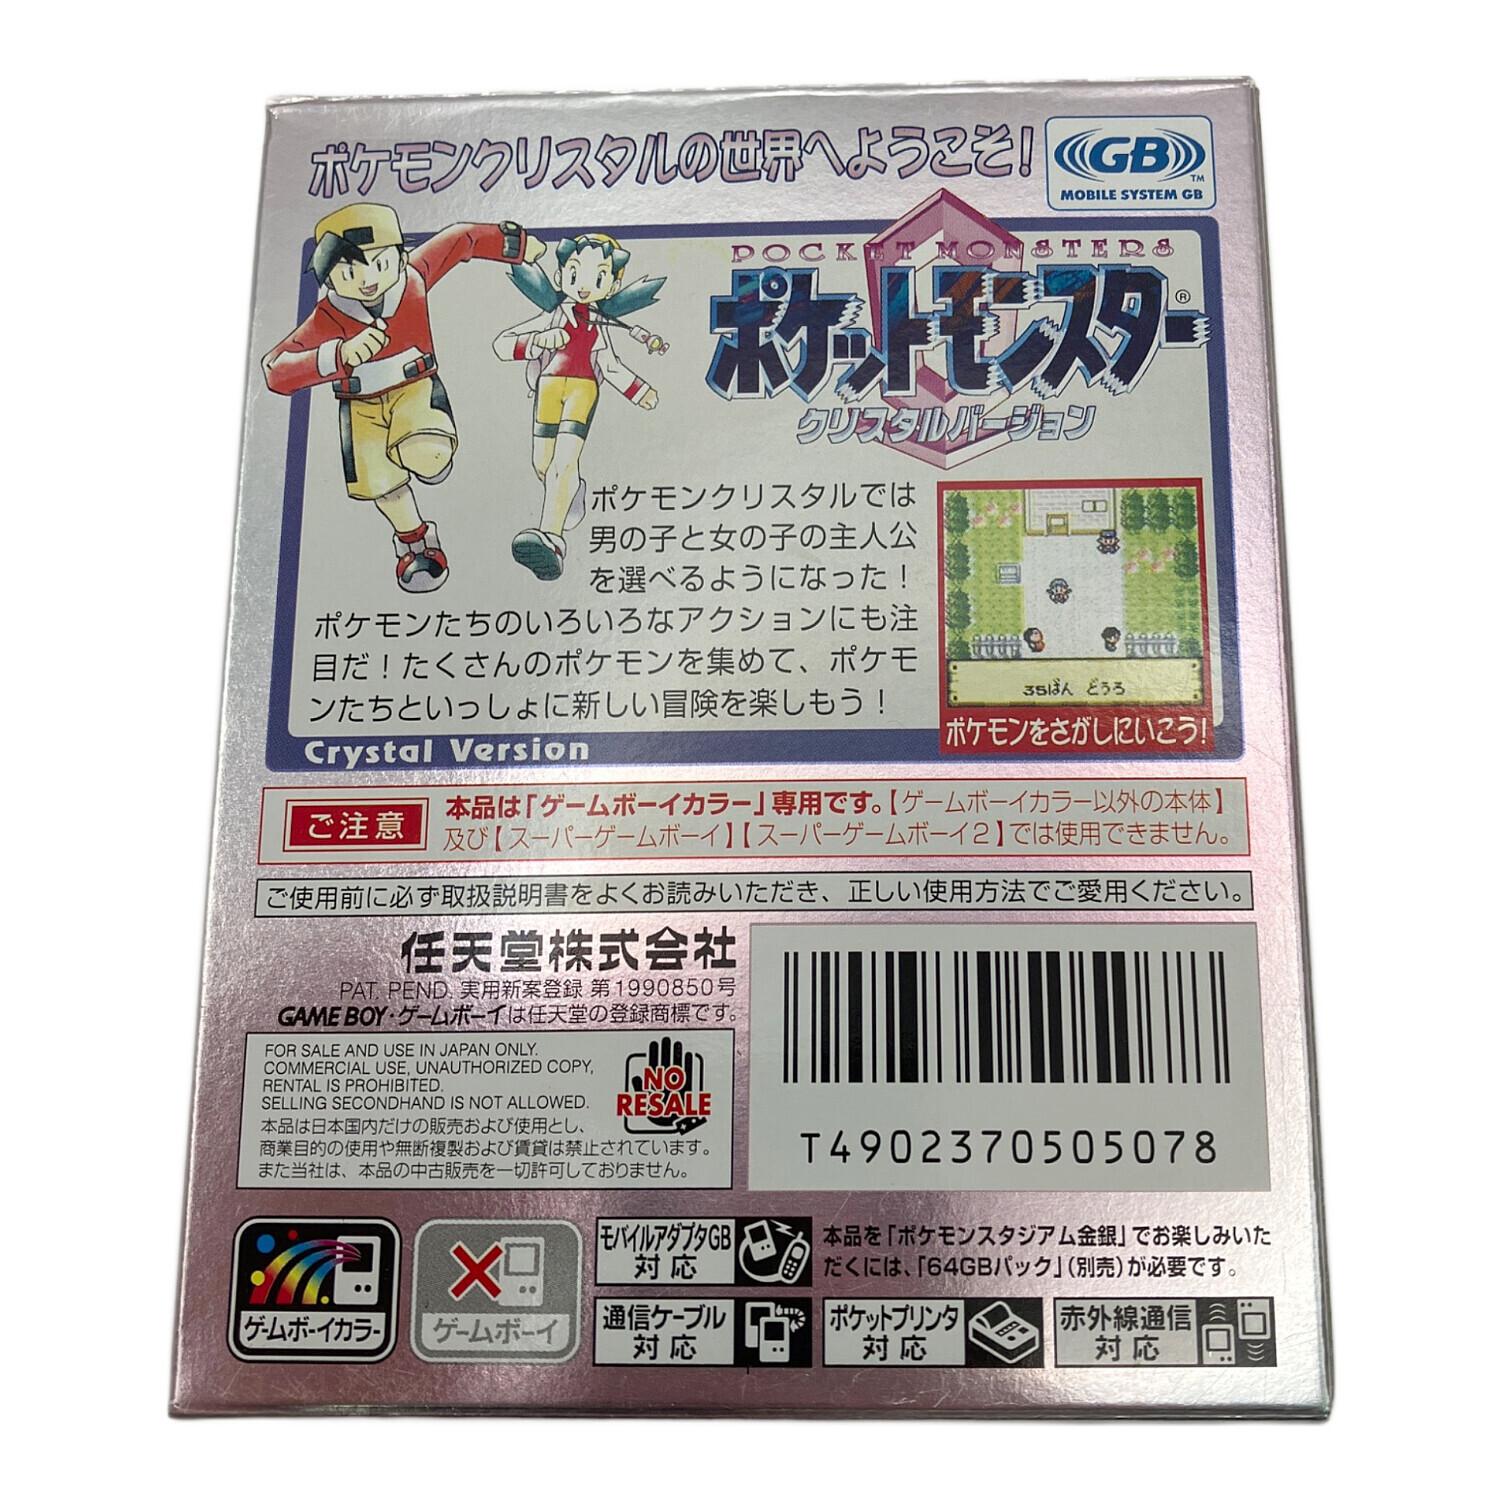 ポケモンクリスタルの世界へようこそ!
GB TM
MOBILE SYSTEM GB
POCKET MONSTERS
ポケットモンスター®
クリスタルバージョン
ポケモンクリスタルでは
男の子と女の子の主人公
を選べるようになった!
ポケモンたちのいろいろなアクションにも注
目だ!たくさんのポケモンを集めて、ポケモ
ンたちといっしょに新しい冒険を楽しもう!
35ばん どうろ
ポケモンをさがしにいこう!
Crystal Version
ご注意
本品は「ゲームボーイカラー」専用です。【ゲームボーイカラー以外の本体】
及び【スーパーゲームボーイ】【スーパーゲームボーイ2】では使用できません。
ご使用前に必ず取扱説明書をよくお読みいただき、正しい使用方法でご愛用ください。
任天堂株式会社
PAT. PEND. 実用新案登録 第1990850号
GAME BOY・ゲームボーイは任天堂の登録商標です。
FOR SALE AND USE IN JAPAN ONLY.
COMMERCIAL USE, UNAUTHORIZED COPY,
RENTAL IS PROHIBITED.
SELLING SECONDHAND IS NOT ALLOWED.
本品は日本国内だけの販売および使用とし、
商業目的の使用や無断複製および賃貸は禁止されています。
また当社は、本品の中古販売を一切許可しておりません。
NO
RESALE
T4902370505078
ゲームボーイカラー
ゲームボーイ
モバイルアダプタGB
対応
本品を「ポケモンスタジアム金銀」でお楽しみいた
だくには、「64GBパック」(別売)が必要です。
通信ケーブル
対応
ポケットプリンタ
対応
赤外線通信
対応